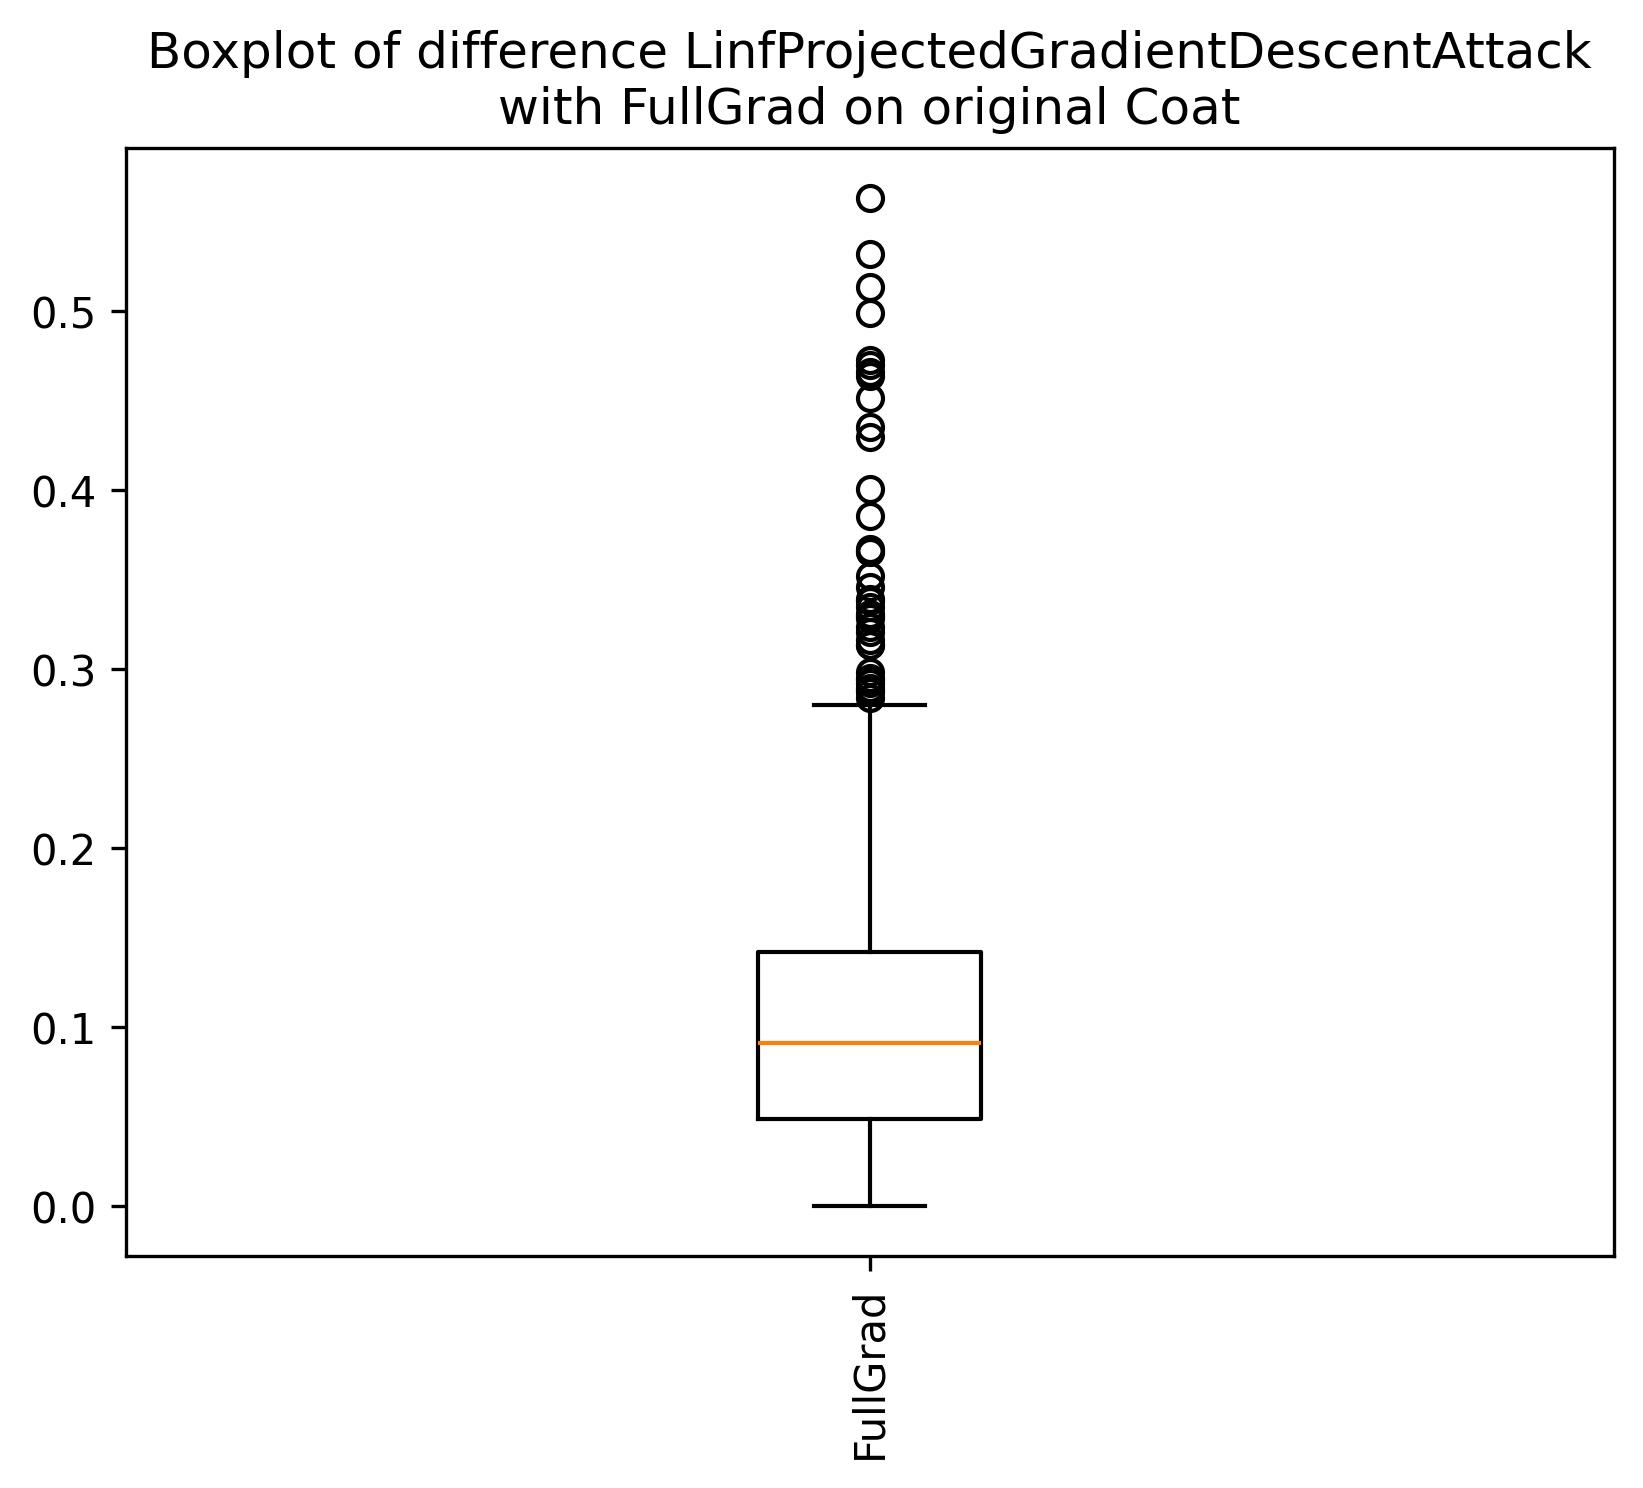 Boxplot of difference LinfProjectedGradientDescentAttack
with FullGrad on original Coat
0.5
0.4
0.3
0.2
0.1
0.0
FullGrad